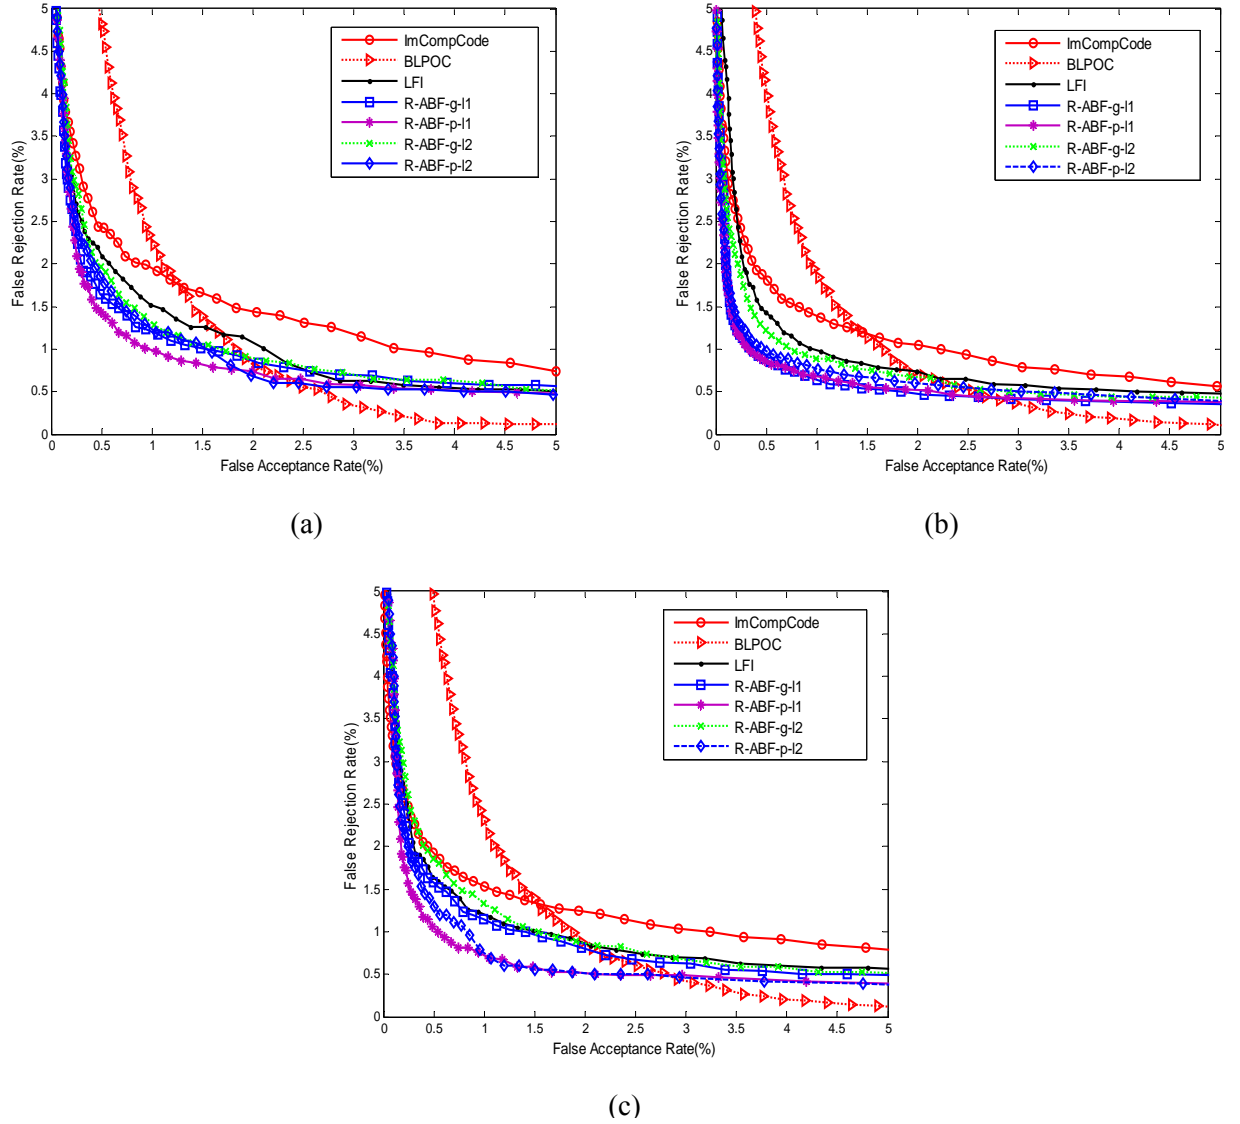 5
4.5
4
3.5
3
2.5
2
1.5
1
0.5
0
False Rejection Rate(%)
ImCompCode
BLPOC
LFI
R-ABF-g-l1
R-ABF-p-l1
R-ABF-g-l2
R-ABF-p-l2
0 0.5 1 1.5 2 2.5 3 3.5 4 4.5 5
False Acceptance Rate(%)
(a)
5
4.5
4
3.5
3
2.5
2
1.5
1
0.5
0
False Rejection Rate(%)
ImCompCode
BLPOC
LFI
R-ABF-g-l1
R-ABF-p-l1
R-ABF-g-l2
R-ABF-p-l2
0 0.5 1 1.5 2 2.5 3 3.5 4 4.5 5
False Acceptance Rate(%)
(b)
5
4.5
4
3.5
3
2.5
2
1.5
1
0.5
0
False Rejection Rate(%)
ImCompCode
BLPOC
LFI
R-ABF-g-l1
R-ABF-p-l1
R-ABF-g-l2
R-ABF-p-l2
0 0.5 1 1.5 2 2.5 3 3.5 4 4.5 5
False Acceptance Rate(%)
(c)